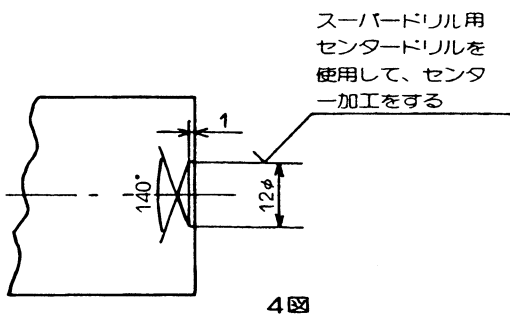 スーパードリル用
センタードリルを
使用して、センタ
ー加工をする
1
140°
12φ
4図